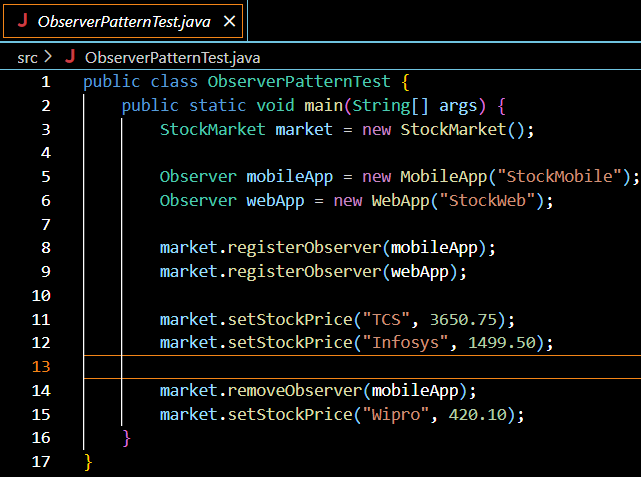 J ObserverPatternTest.java ×
src > J ObserverPatternTest.java
1 public class ObserverPatternTest {
2     public static void main(String[] args) {
3         StockMarket market = new StockMarket();
4
5         Observer mobileApp = new MobileApp("StockMobile");
6         Observer webApp = new WebApp("StockWeb");
7
8         market.registerObserver(mobileApp);
9         market.registerObserver(webApp);
10
11         market.setStockPrice("TCS", 3650.75);
12         market.setStockPrice("Infosys", 1499.50);
13
14         market.removeObserver(mobileApp);
15         market.setStockPrice("Wipro", 420.10);
16     }
17 }